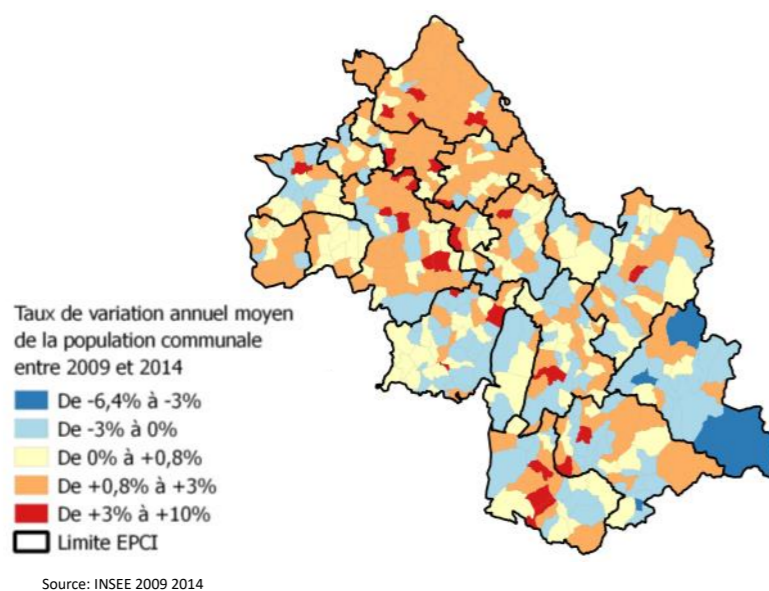 Taux de variation annuel moyen
de la population communale
entre 2009 et 2014
De -6,4% à -3%
De -3% à 0%
De 0% à +0,8%
De +0,8% à +3%
De +3% à +10%
Limite EPCI
Source: INSEE 2009 2014